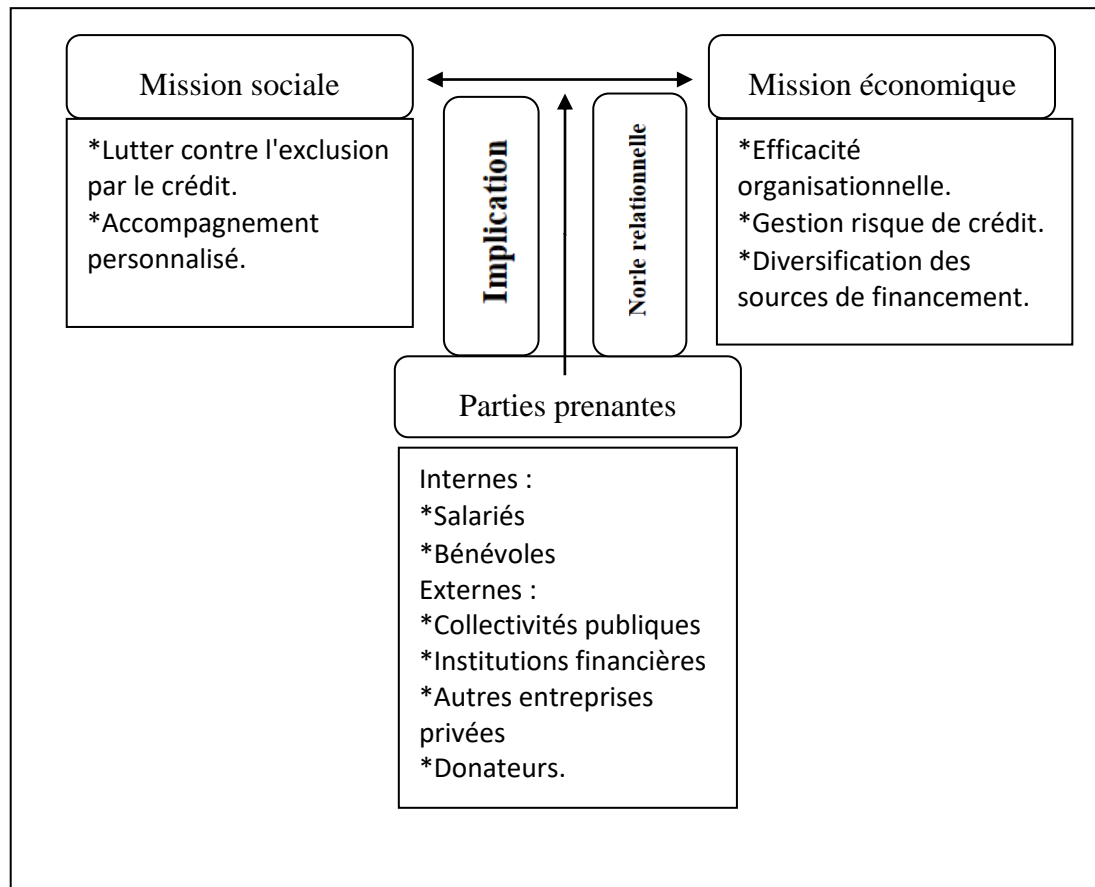 Mission sociale
*Lutter contre l'exclusion
par le crédit.
*Accompagnement
personnalisé.
Implication
Norle relationnelle
Mission économique
*Efficacité
organisationnelle.
*Gestion risque de crédit.
*Diversification des
sources de financement.
Parties prenantes
Internes :
*Salariés
*Bénévoles
Externes :
*Collectivités publiques
*Institutions financières
*Autres entreprises
privées
*Donateurs.